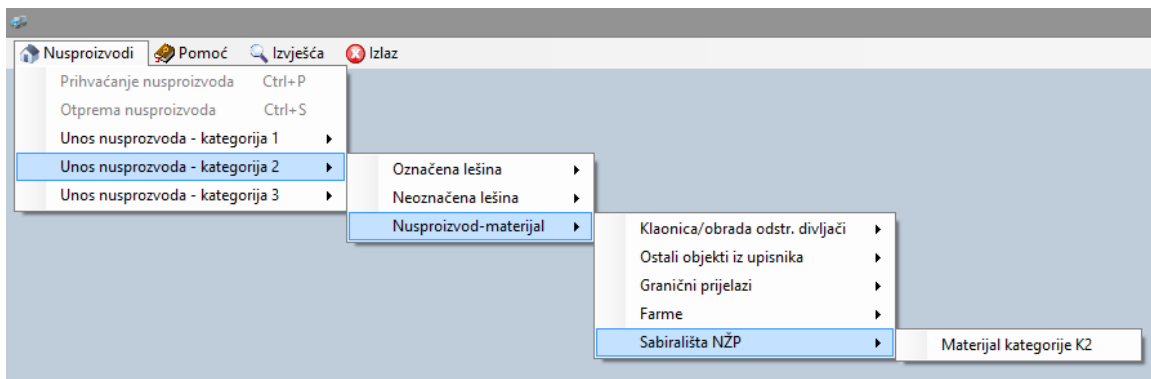 Nusproizvodi Pomoć Izvješća Izlaz
Prihvaćanje nusproizvoda Ctrl+P
Otprema nusproizvoda Ctrl+S
Unos nusprozvoda - kategorija 1
Unos nusprozvoda - kategorija 2
Unos nusprozvoda - kategorija 3
Označena lešina
Neoznačena lešina
Nusproizvod-materijal
Klaonica/obrada odstr. divljači
Ostali objekti iz upisnika
Granični prijelazi
Farme
Sabirališta NŽP
Materijal kategorije K2